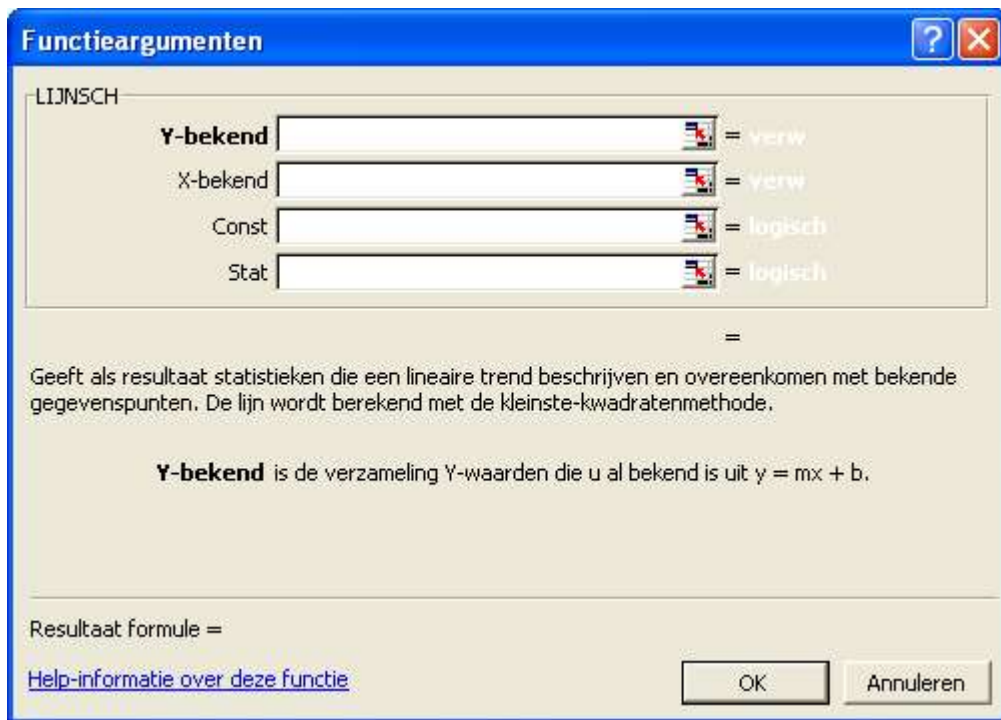 Functieargumenten
LIJNSCH
Y-bekend = verw
X-bekend = verw
Const = logisch
Stat = logisch
=
Geeft als resultaat statistieken die een lineaire trend beschrijven en overeenkomen met bekende
gegevenspunten. De lijn wordt berekend met de kleinste-kwadratenmethode.
Y-bekend is de verzameling Y-waarden die u al bekend is uit y = mx + b.
Resultaat formule =
Help-informatie over deze functie
OK
Annuleren